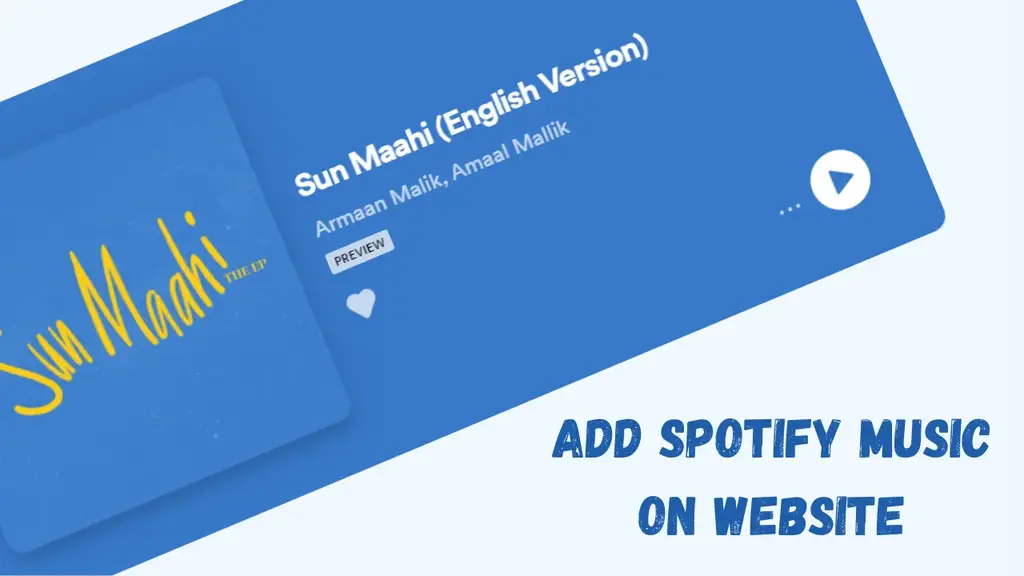 Sun Maahi (English Version)
Armaan Malik, Amaal Mallik
PREVIEW
Sun Maahi
THE EP
ADD SPOTIFY MUSIC
ON WEBSITE